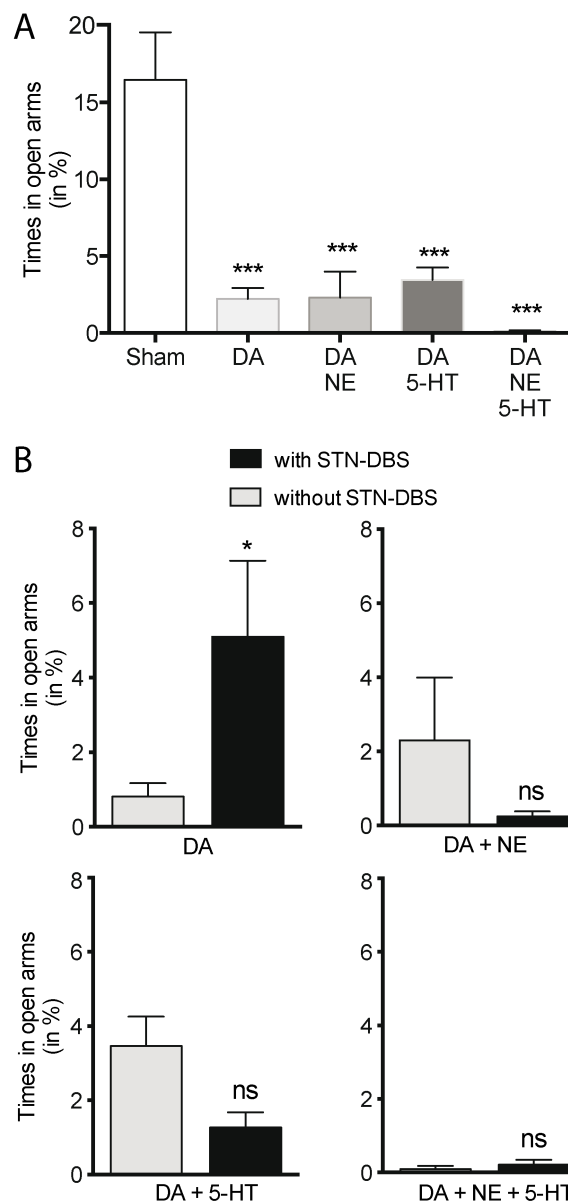 A
Times in open arms
(in %)
20
15
10
5
0
***
***
***
***
Sham
DA
DA
NE
DA
5-HT
DA
NE
5-HT
B
with STN-DBS
without STN-DBS
Times in open arms
(in %)
8
6
4
2
0
*
DA
8
6
4
2
0
ns
DA + NE
Times in open arms
(in %)
8
6
4
2
0
ns
DA + 5-HT
8
6
4
2
0
ns
DA + NE + 5-HT